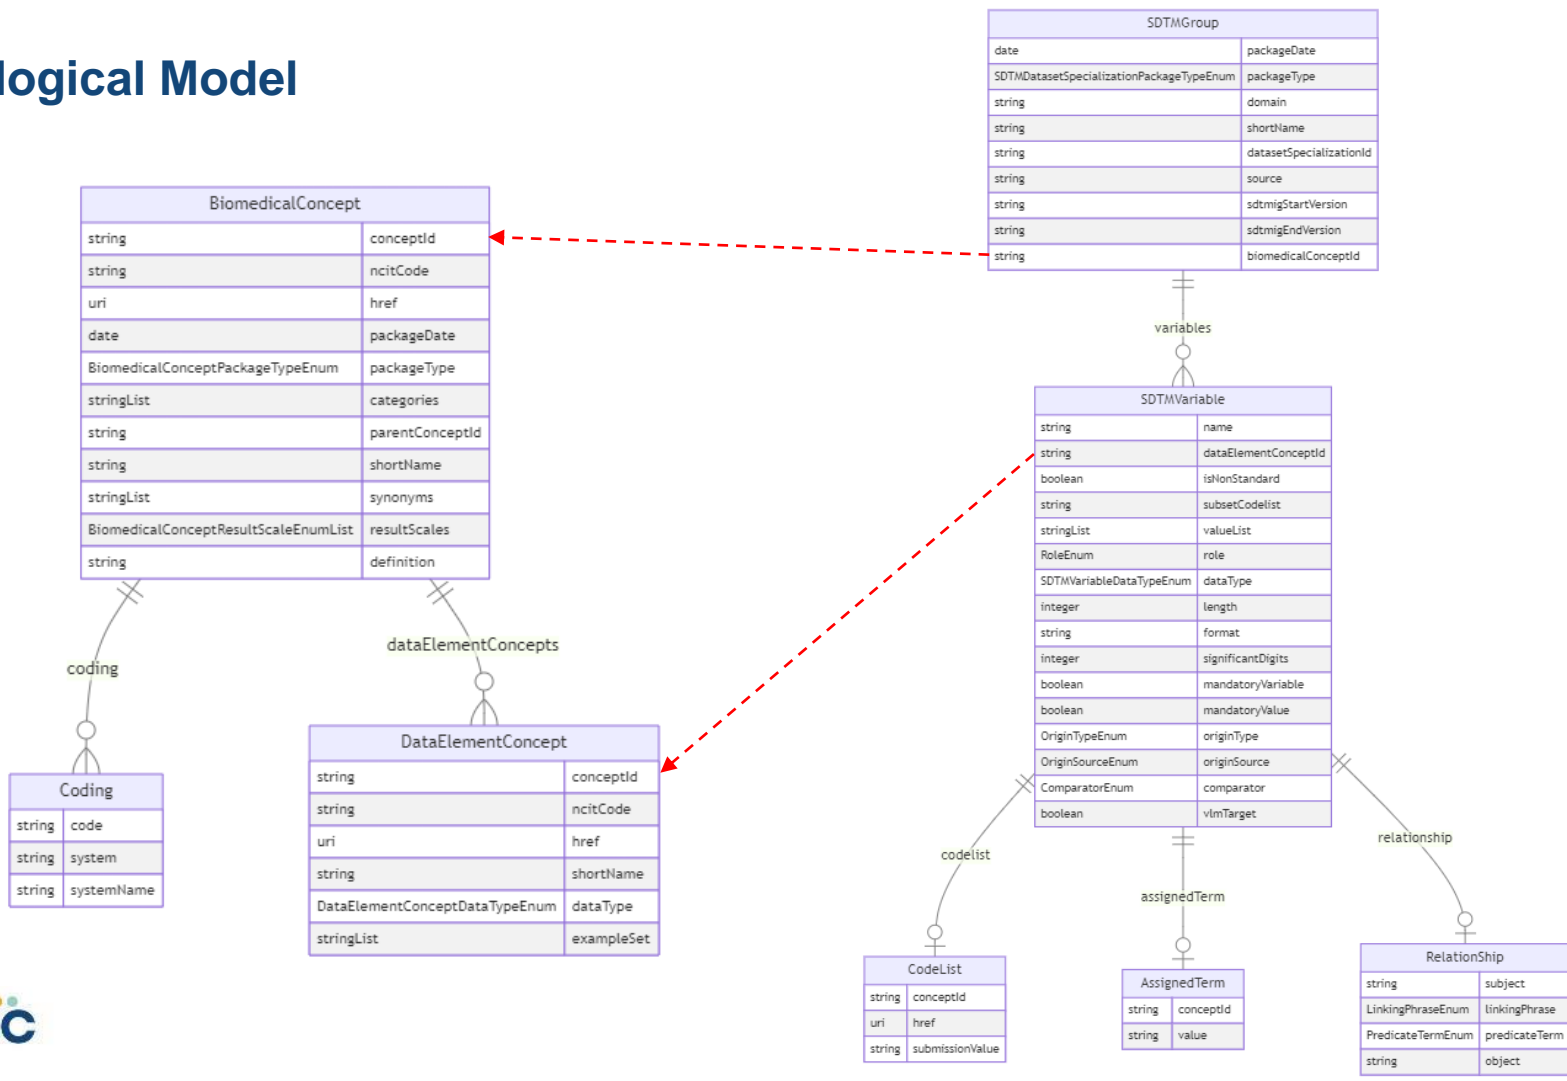 logical Model
SDTMGroup
date packageDate
SDTMDatasetSpecializationPackageTypeEnum packageType
string domain
string shortName
string datasetSpecializationId
string source
string sdtmigStartVersion
string sdtmigEndVersion
string biomedicalConceptId
variables
BiomedicalConcept
string conceptId
string ncitCode
uri href
date packageDate
BiomedicalConceptPackageTypeEnum packageType
stringList categories
string parentConceptId
string shortName
stringList synonyms
BiomedicalConceptResultScaleEnumList resultScales
string definition
coding
dataElementConcepts
Coding
string code
string system
string systemName
DataElementConcept
string conceptId
string ncitCode
uri href
string shortName
DataElementConceptDataTypeEnum dataType
stringList exampleSet
SDTMVariable
string name
string dataElementConceptId
boolean isNonStandard
string subsetCodelist
stringList valueList
RoleEnum role
SDTMVariableDataTypeEnum dataType
integer length
string format
integer significantDigits
boolean mandatoryVariable
boolean mandatoryValue
OriginTypeEnum originType
OriginSourceEnum originSource
ComparatorEnum comparator
boolean vlmTarget
codelist
assignedTerm
relationship
CodeList
string conceptId
uri href
string submissionValue
AssignedTerm
string conceptId
string value
RelationShip
string subject
LinkingPhraseEnum linkingPhrase
PredicateTermEnum predicateTerm
string object
c